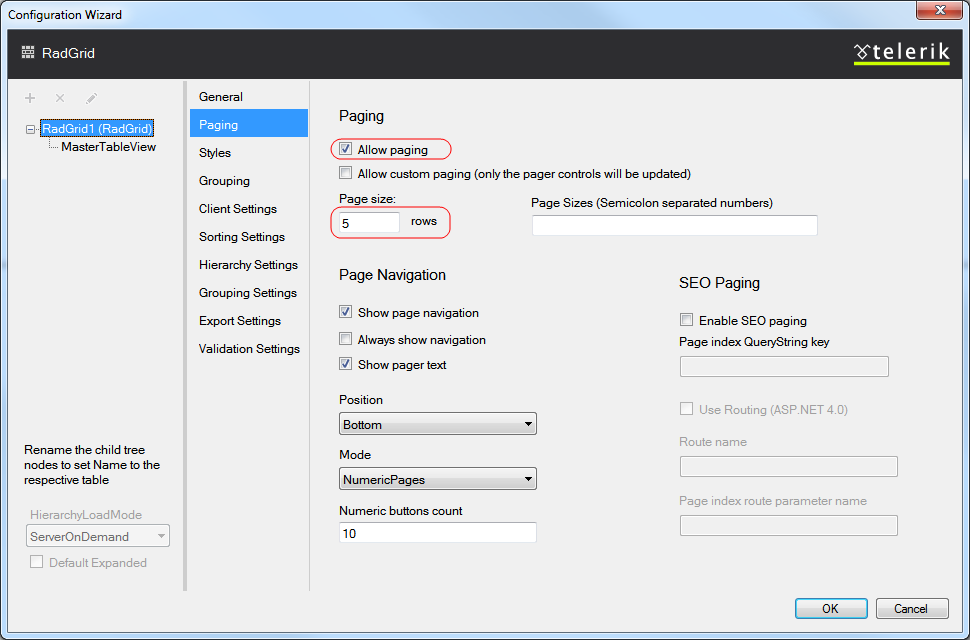 Configuration Wizard
RadGrid
telerik
RadGrid1 (RadGrid)
MasterTableView
Rename the child tree
nodes to set Name to the
respective table
HierarchyLoadMode
ServerOnDemand
Default Expanded
General
Paging
Styles
Grouping
Client Settings
Sorting Settings
Hierarchy Settings
Grouping Settings
Export Settings
Validation Settings
Paging
Allow paging
Allow custom paging (only the pager controls will be updated)
Page size:
5 rows
Page Sizes (Semicolon separated numbers)
Page Navigation
Show page navigation
Always show navigation
Show pager text
Position
Bottom
Mode
NumericPages
Numeric buttons count
10
SEO Paging
Enable SEO paging
Page index QueryString key
Use Routing (ASP.NET 4.0)
Route name
Page index route parameter name
OK
Cancel